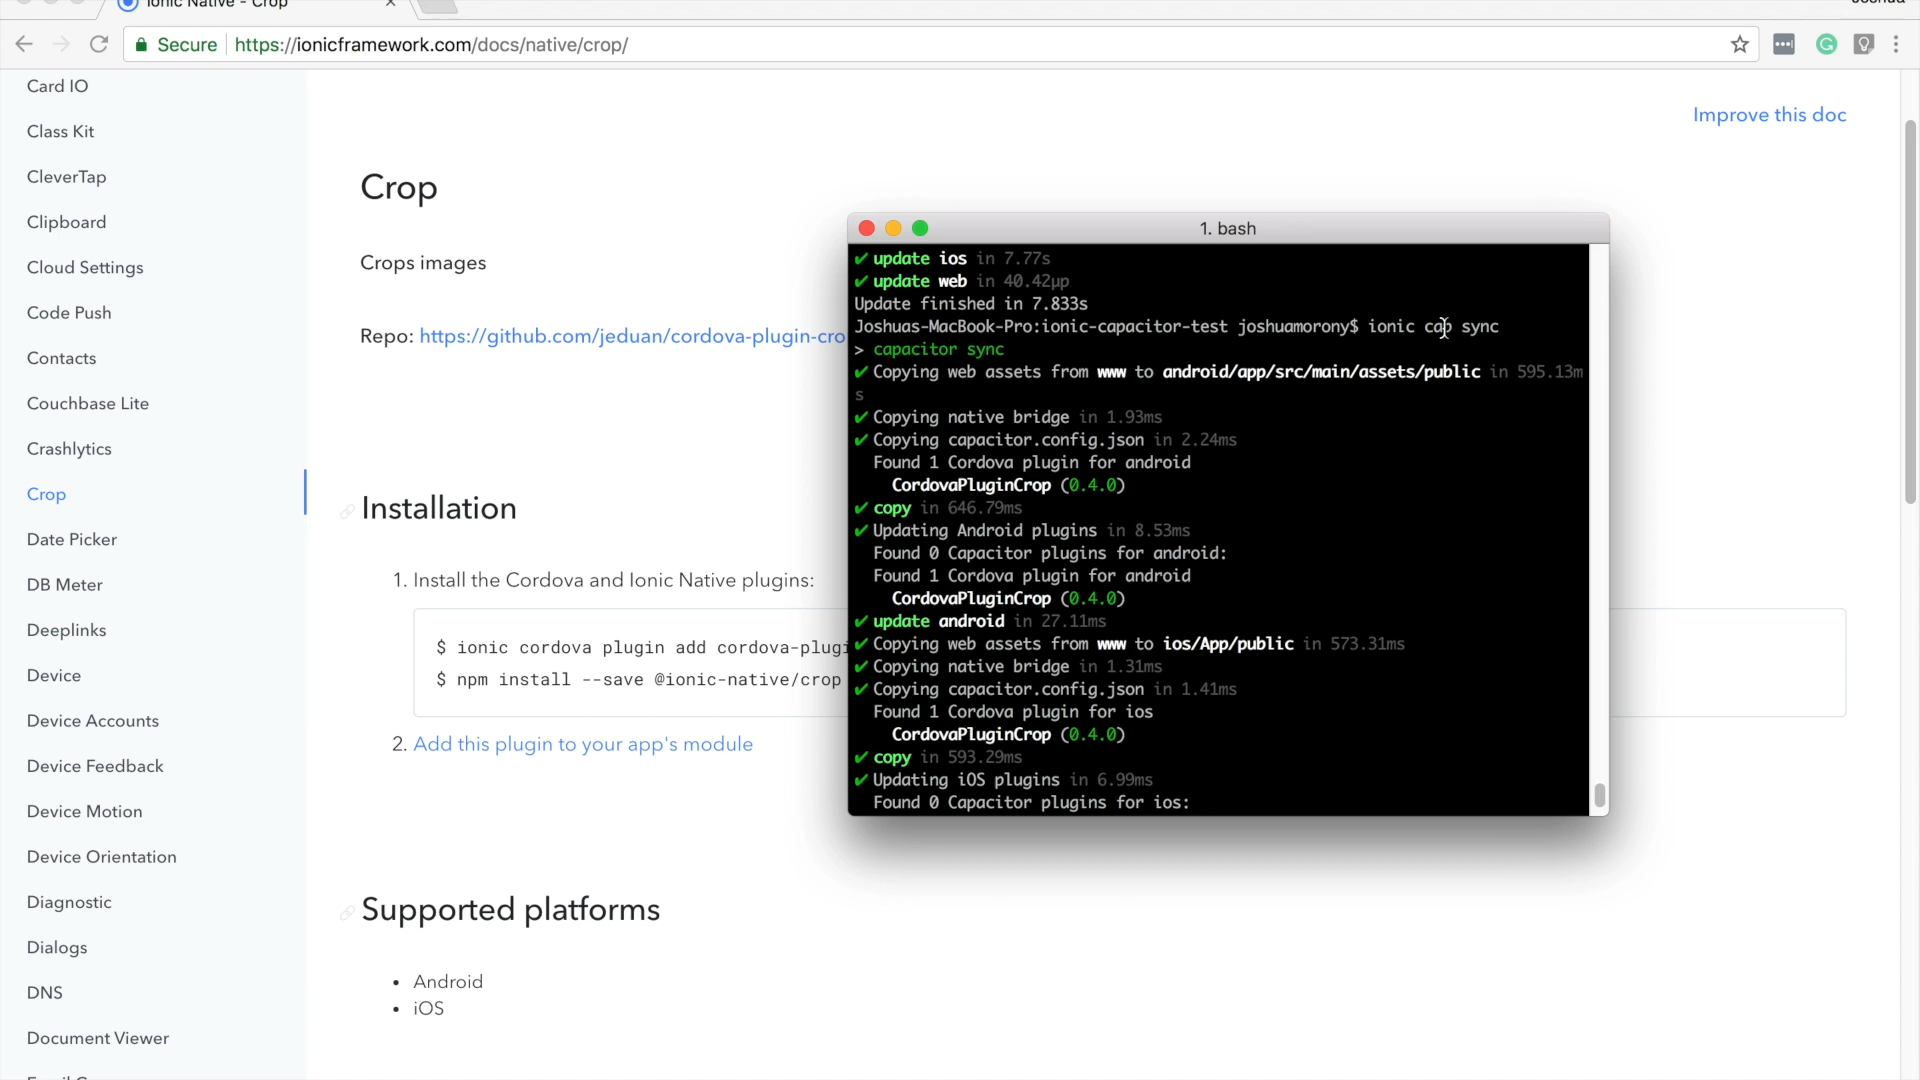 Ionic Native - Crop
Joshua
Secure https://ionicframework.com/docs/native/crop/
Card IO
Class Kit
CleverTap
Clipboard
Cloud Settings
Code Push
Contacts
Couchbase Lite
Crashlytics
Crop
Date Picker
DB Meter
Deeplinks
Device
Device Accounts
Device Feedback
Device Motion
Device Orientation
Diagnostic
Dialogs
DNS
Document Viewer
Improve this doc
Crop
Crops images
Repo: https://github.com/jeduan/cordova-plugin-cro
Installation
1. Install the Cordova and Ionic Native plugins:
$ ionic cordova plugin add cordova-plugi
$ npm install --save @ionic-native/crop
2. Add this plugin to your app's module
Supported platforms
• Android
• iOS
1. bash
✔ update ios in 7.77s
✔ update web in 40.42μp
Update finished in 7.833s
Joshuas-MacBook-Pro:ionic-capacitor-test joshuamorony$ ionic cap sync
> capacitor sync
✔ Copying web assets from www to android/app/src/main/assets/public in 595.13m
s
✔ Copying native bridge in 1.93ms
✔ Copying capacitor.config.json in 2.24ms
Found 1 Cordova plugin for android
CordovaPluginCrop (0.4.0)
✔ copy in 646.79ms
✔ Updating Android plugins in 8.53ms
Found 0 Capacitor plugins for android:
Found 1 Cordova plugin for android
CordovaPluginCrop (0.4.0)
✔ update android in 27.11ms
✔ Copying web assets from www to ios/App/public in 573.31ms
✔ Copying native bridge in 1.31ms
✔ Copying capacitor.config.json in 1.41ms
Found 1 Cordova plugin for ios
CordovaPluginCrop (0.4.0)
✔ copy in 593.29ms
✔ Updating iOS plugins in 6.99ms
Found 0 Capacitor plugins for ios: